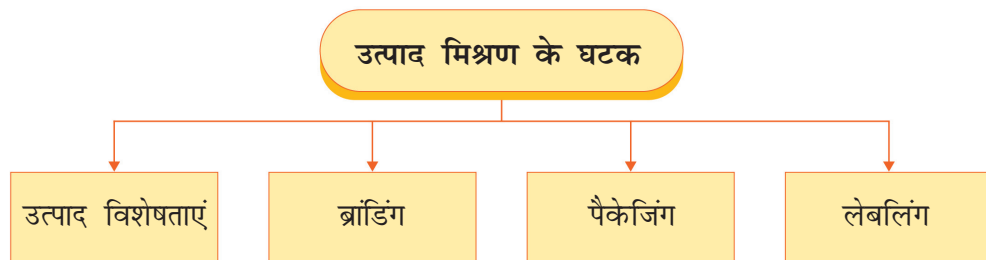 उत्पाद मिश्रण के घटक
उत्पाद विशेषताएं
ब्रांडिंग
पैकेजिंग
लेबलिंग